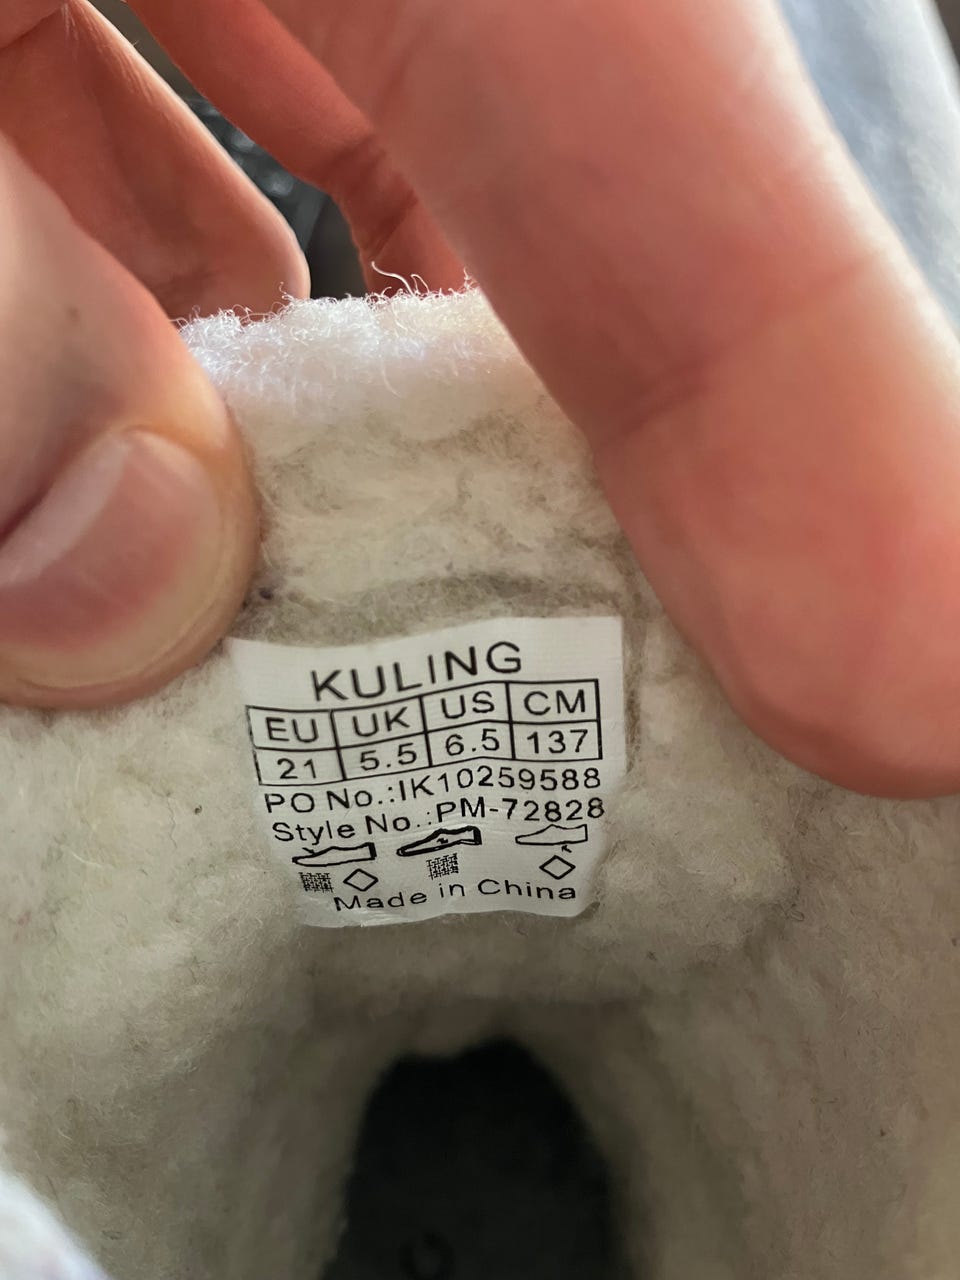 KULING
EU UK US CM
21 5.5 6.5 137
PO No.:IK10259588
Style No.:PM-72828
Made in China